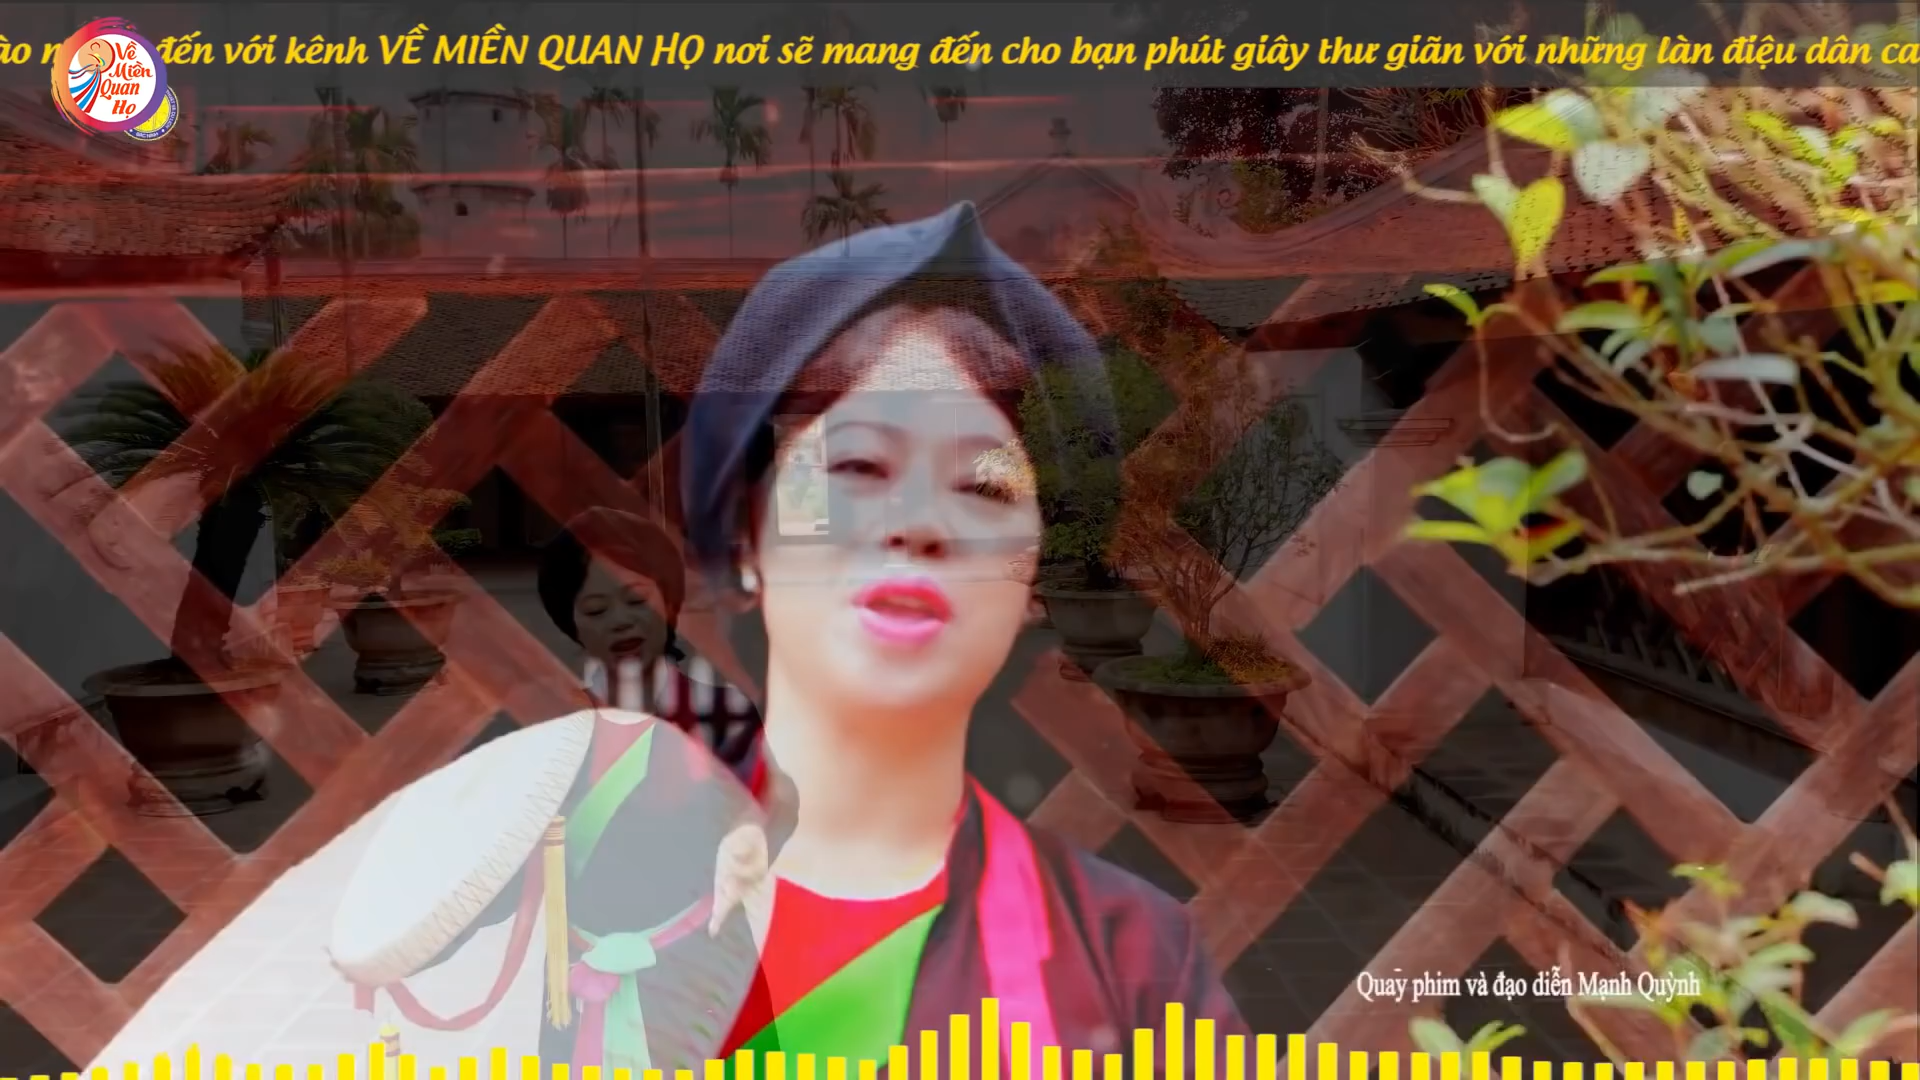 đến với kênh VỀ MIỀN QUAN HỌ nơi sẽ mang đến cho bạn phút giây thư giãn với những làn điệu dân ca
Về
Miền
Quan
Họ
Quay phim và đạo diễn Mạnh Quỳnh